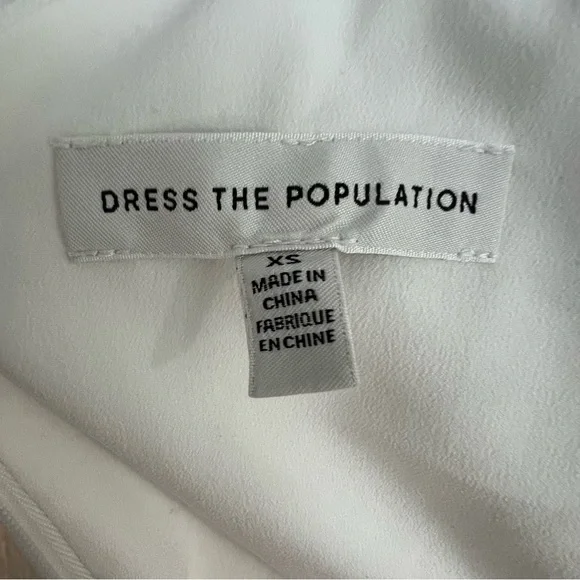 DRESS THE POPULATION
XS
MADE IN
CHINA
FABRIQUE
EN CHINE